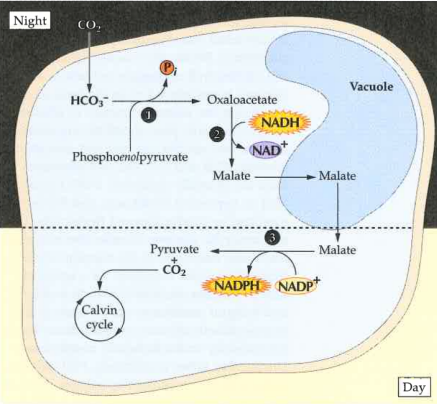 Night
CO₂
Pi
HCO₃⁻
Oxaloacetate
Vacuole
1
NADH
2
NAD⁺
Phosphoenolpyruvate
Malate
Malate
3
Pyruvate
Malate
+
CO₂
NADPH
NADP⁺
Calvin
cycle
Day